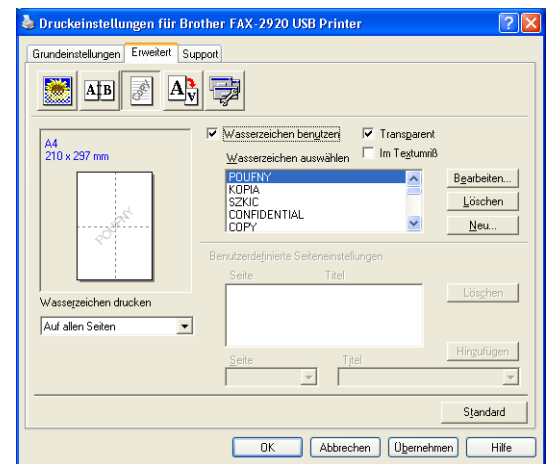 Druckeinstellungen für Brother FAX-2920 USB Printer
Grundeinstellungen Erweitert Support
A B
A A
A4
210 x 297 mm
POUFNY
Wasserzeichen drucken
Auf allen Seiten
Wasserzeichen benutzen Transparent
Wasserzeichen auswählen Im Textumriß
POUFNY
KOPIA
SZKIC
CONFIDENTIAL
COPY
Bearbeiten...
Löschen
Neu...
Benutzerdefinierte Seiteneinstellungen
Seite Titel
Löschen
Hinzufügen
Seite Titel
Standard
OK Abbrechen Übernehmen Hilfe